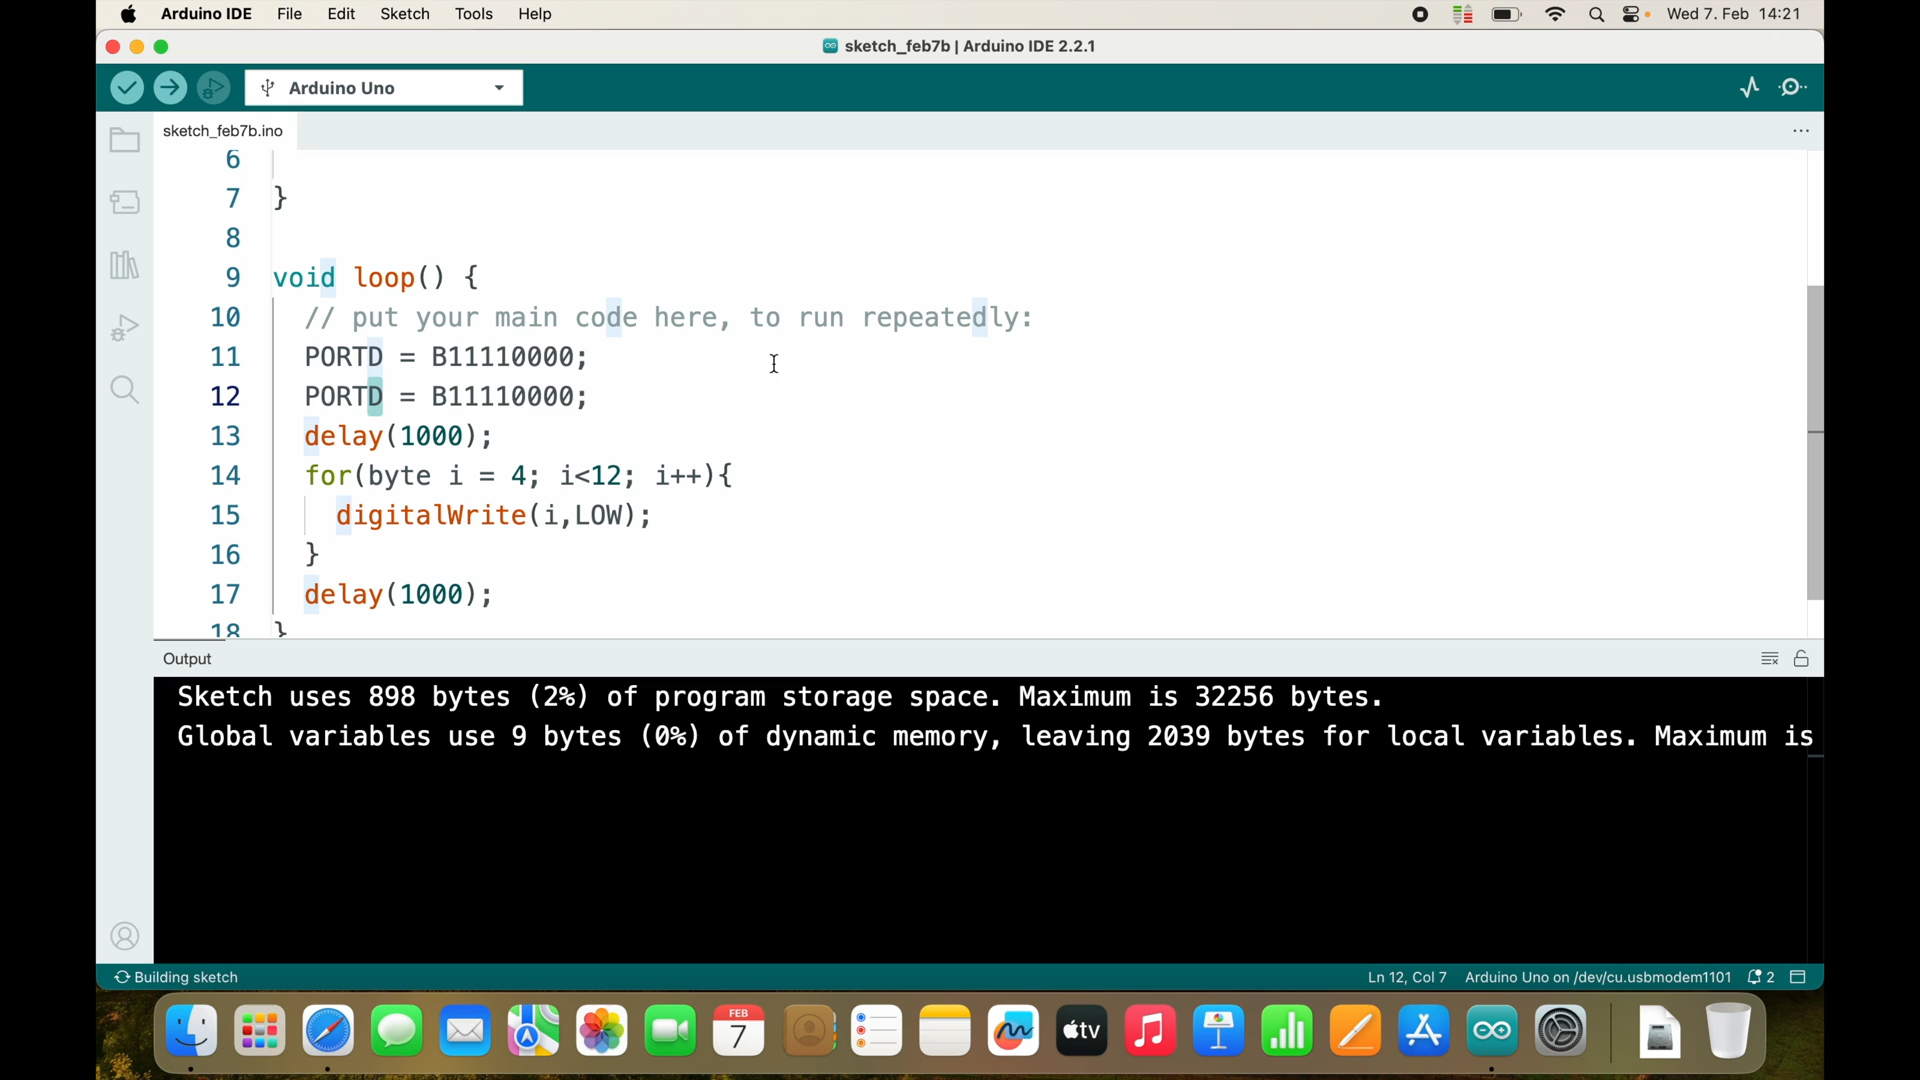 Arduino IDE File Edit Sketch Tools Help Wed 7. Feb 14:21
sketch_feb7b | Arduino IDE 2.2.1
Arduino Uno
sketch_feb7b.ino
6
7 }
8
9 void loop() {
10 // put your main code here, to run repeatedly:
11 PORTD = B11110000;
12 PORTD = B11110000;
13 delay(1000);
14 for(byte i = 4; i<12; i++){
15 digitalWrite(i,LOW);
16 }
17 delay(1000);
18 }
Output
Sketch uses 898 bytes (2%) of program storage space. Maximum is 32256 bytes.
Global variables use 9 bytes (0%) of dynamic memory, leaving 2039 bytes for local variables. Maximum is
Building sketch Ln 12, Col 7 Arduino Uno on /dev/cu.usbmodem1101 2
FEB
7
tv